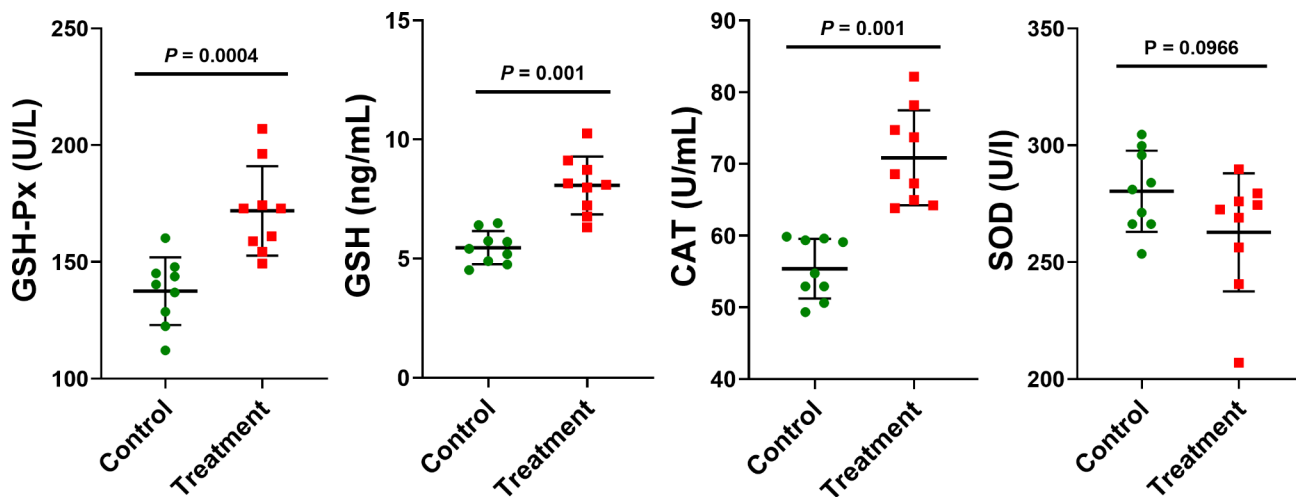 GSH-Px (U/L)
250
200
150
100
P = 0.0004
Control
Treatment
GSH (ng/mL)
15
10
5
0
P = 0.001
Control
Treatment
CAT (U/mL)
90
80
70
60
50
40
P = 0.001
Control
Treatment
SOD (U/l)
350
300
250
200
P = 0.0966
Control
Treatment